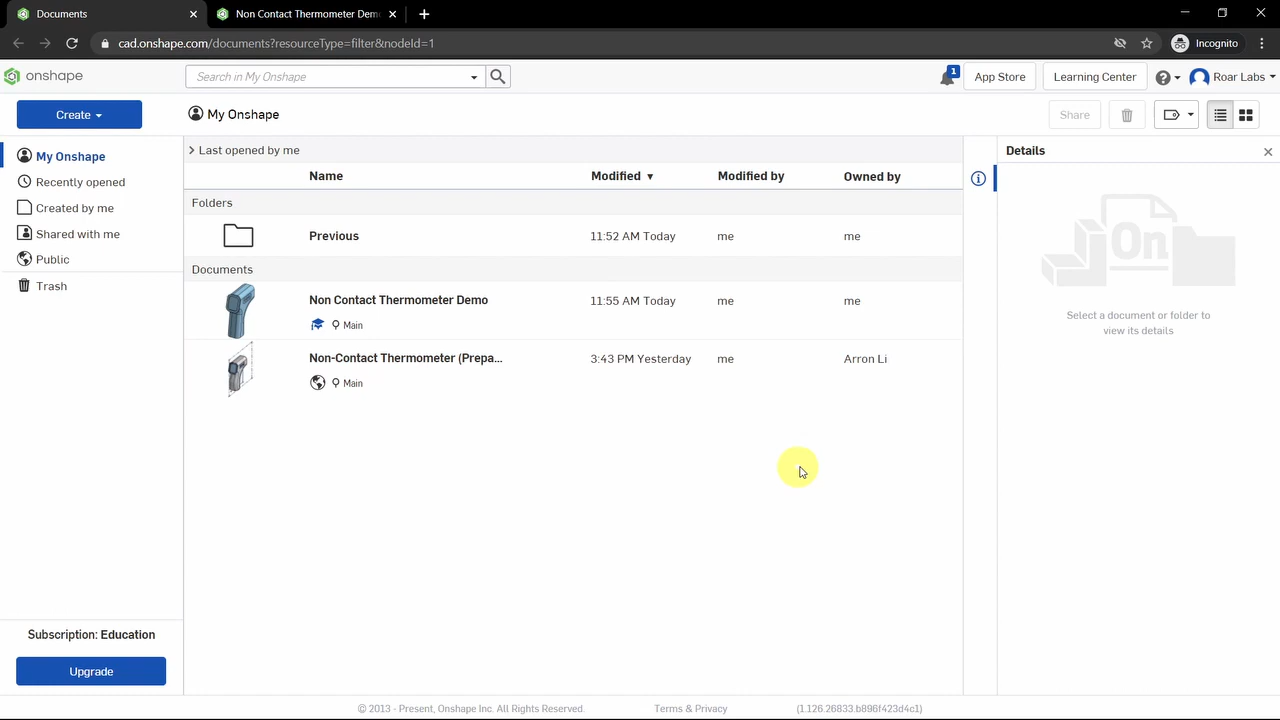 Documents
Non Contact Thermometer Demo
cad.onshape.com/documents?resourceType=filter&nodeId=1
Incognito
onshape
Search in My Onshape
1
App Store
Learning Center
Roar Labs
Create
My Onshape
Share
My Onshape
Recently opened
Created by me
Shared with me
Public
Trash
Last opened by me
Name
Modified
Modified by
Owned by
Folders
Previous
11:52 AM Today
me
me
Documents
Non Contact Thermometer Demo
11:55 AM Today
me
me
Main
Non-Contact Thermometer (Prepa...
3:43 PM Yesterday
me
Arron Li
Main
Details
On
Select a document or folder to
view its details
Subscription: Education
Upgrade
© 2013 - Present, Onshape Inc. All Rights Reserved.
Terms & Privacy
(1.126.26833.b896f423d4c1)